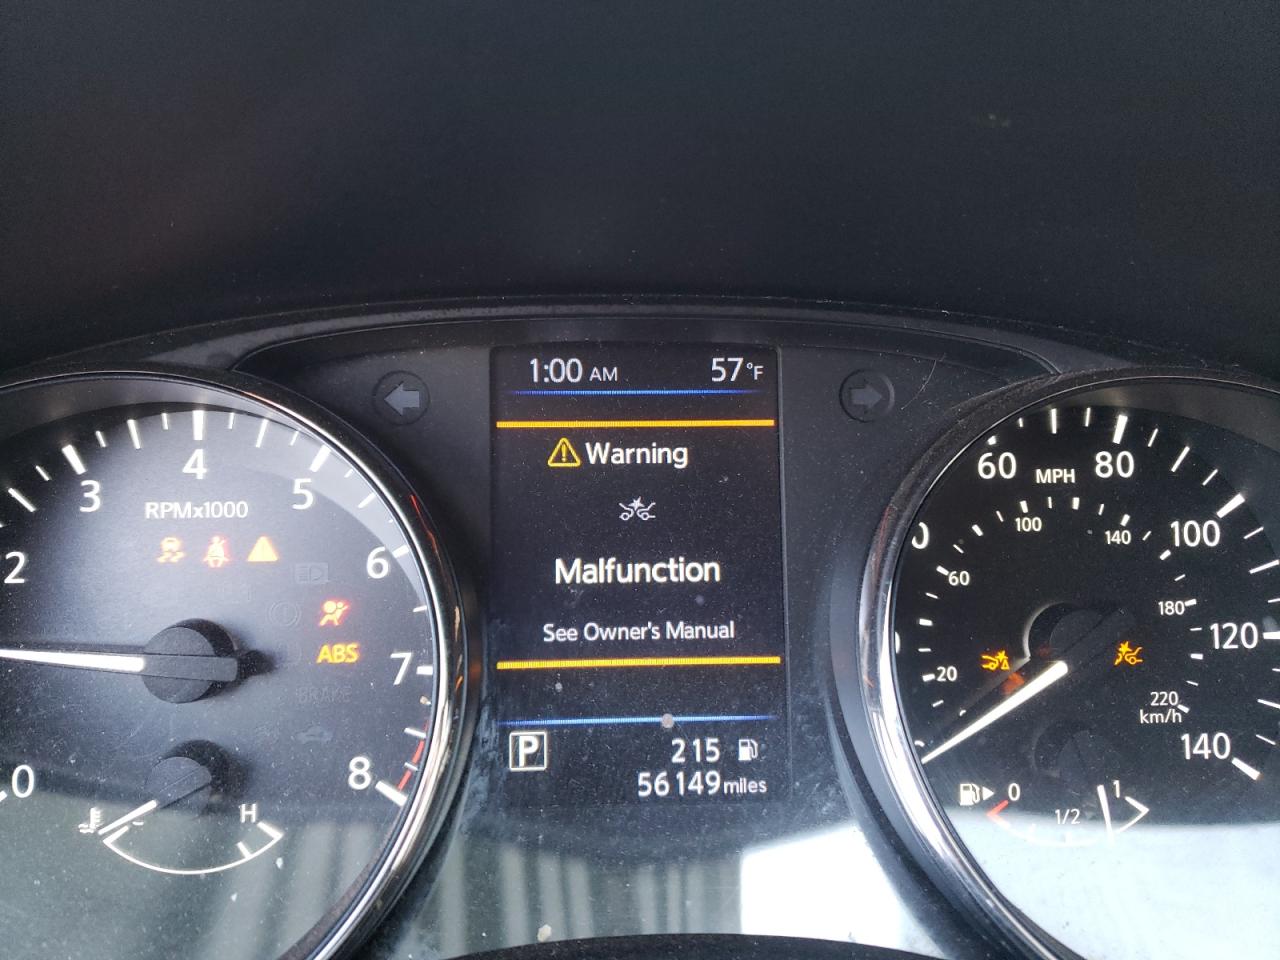 1:00 AM 57°F
Warning
Malfunction
See Owner's Manual
P 215
56149 miles
2 3 4 5 6 7 8 0
RPMx1000
ABS
BRAKE
H
60 80 100 120 140
MPH
20 60 100 140 180 220
km/h
0 1/2 1